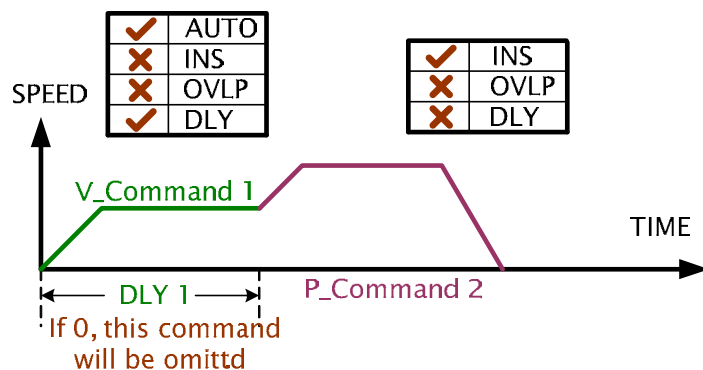 AUTO
INS
OVLP
DLY
INS
OVLP
DLY
SPEED
V_Command 1
TIME
DLY 1
P_Command 2
If 0, this command
will be omittd